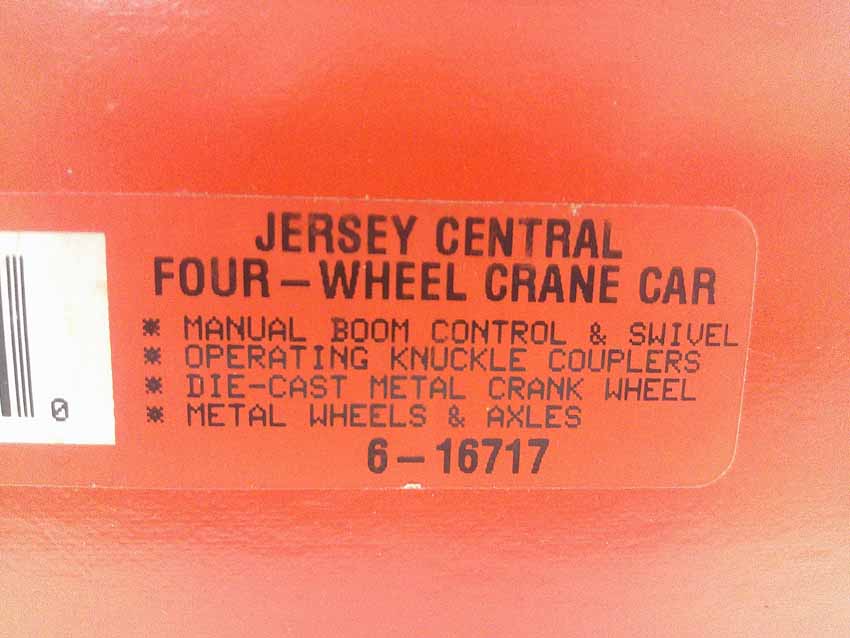 JERSEY CENTRAL
FOUR-WHEEL CRANE CAR
* MANUAL BOOM CONTROL & SWIVEL
* OPERATING KNUCKLE COUPLERS
* DIE-CAST METAL CRANK WHEEL
* METAL WHEELS & AXLES
6-16717
0